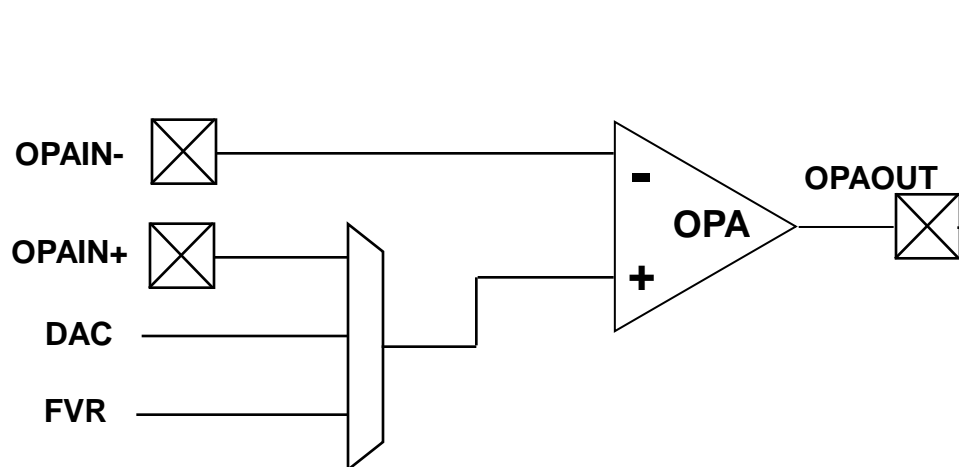 OPAIN-
OPAOUT
-
OPA
OPAIN+
+
DAC
FVR